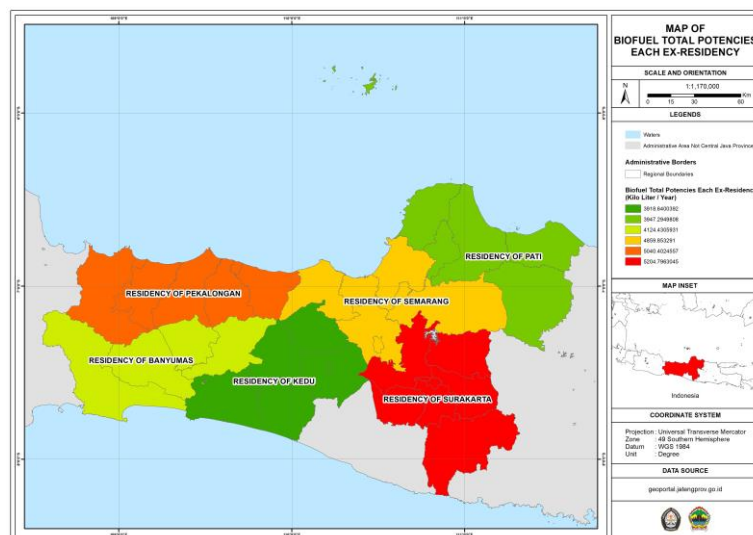 MAP OF
BIOFUEL TOTAL POTENCIES
EACH EX-RESIDENCY
SCALE AND ORIENTATION
N
1:1,170,000
Km
0 15 30 60
LEGENDS
Waters
Administrative Area Not Central Java Province
Administrative Borders
Regional Boundaries
Biofuel Total Potencies Each Ex-Residency
(Kilo Liter / Year)
3918.6400382
3947.2949806
4124.4305931
4859.853291
5040.4024507
5204.7963045
MAP INSET
Indonesia
COORDINATE SYSTEM
Projection : Universal Transverse Mercator
Zone : 49 Southern Hemisphere
Datum : WGS 1984
Unit : Degree
DATA SOURCE
geoportal.jatengprov.go.id
RESIDENCY OF PATI
RESIDENCY OF PEKALONGAN
RESIDENCY OF SEMARANG
RESIDENCY OF BANYUMAS
RESIDENCY OF KEDU
RESIDENCY OF SURAKARTA